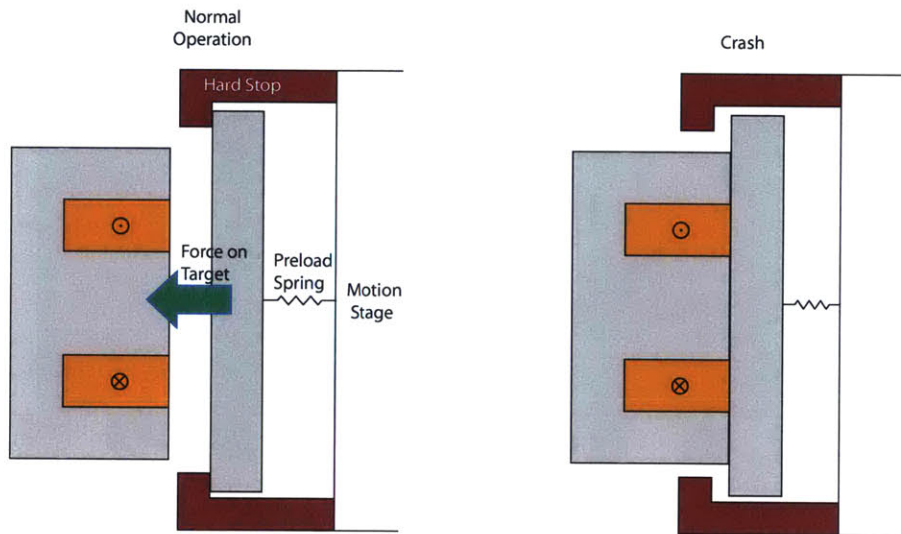 Normal
Operation
Crash
Hard Stop
Force on
Target
Preload
Spring
Motion
Stage